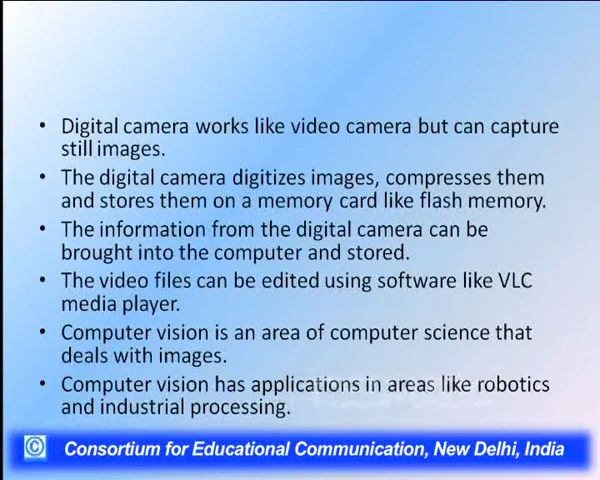 • Digital camera works like video camera but can capture
still images.
• The digital camera digitizes images, compresses them
and stores them on a memory card like flash memory.
• The information from the digital camera can be
brought into the computer and stored.
• The video files can be edited using software like VLC
media player.
• Computer vision is an area of computer science that
deals with images.
• Computer vision has applications in areas like robotics
and industrial processing.
© Consortium for Educational Communication, New Delhi, India